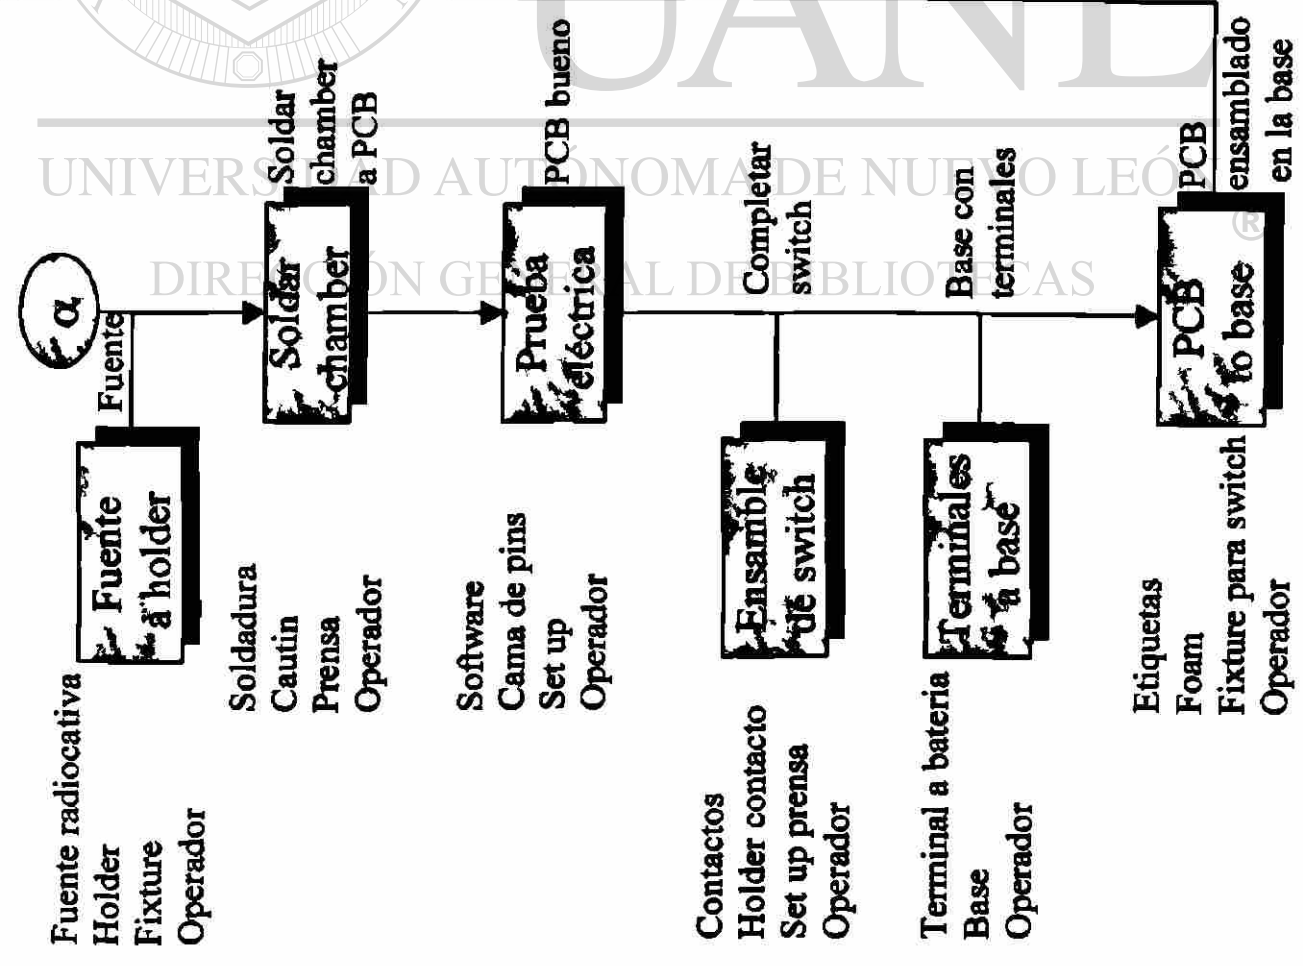 Fuente radiocativa
Holder
Fixture
Operador
Fuente
a holder
Fuente
α
Soldadura
Cautin
Prensa
Operador
Soldar
chamber
Soldar
chamber
a PCB
Software
Cama de pins
Set up
Operador
Prueba
eléctrica
PCB bueno
Contactos
Holder contacto
Set up prensa
Operador
Ensamble
de switch
Completar
switch
Terminal a bateria
Base
Operador
Terminales
a base
Base con
terminales
Etiquetas
Foam
Fixture para switch
Operador
PCB
to base
PCB
ensamblado
en la base
UANL
UNIVERSIDAD AUTÓNOMA DE NUEVO LEÓN
®
DIRECCIÓN GENERAL DE BIBLIOTECAS